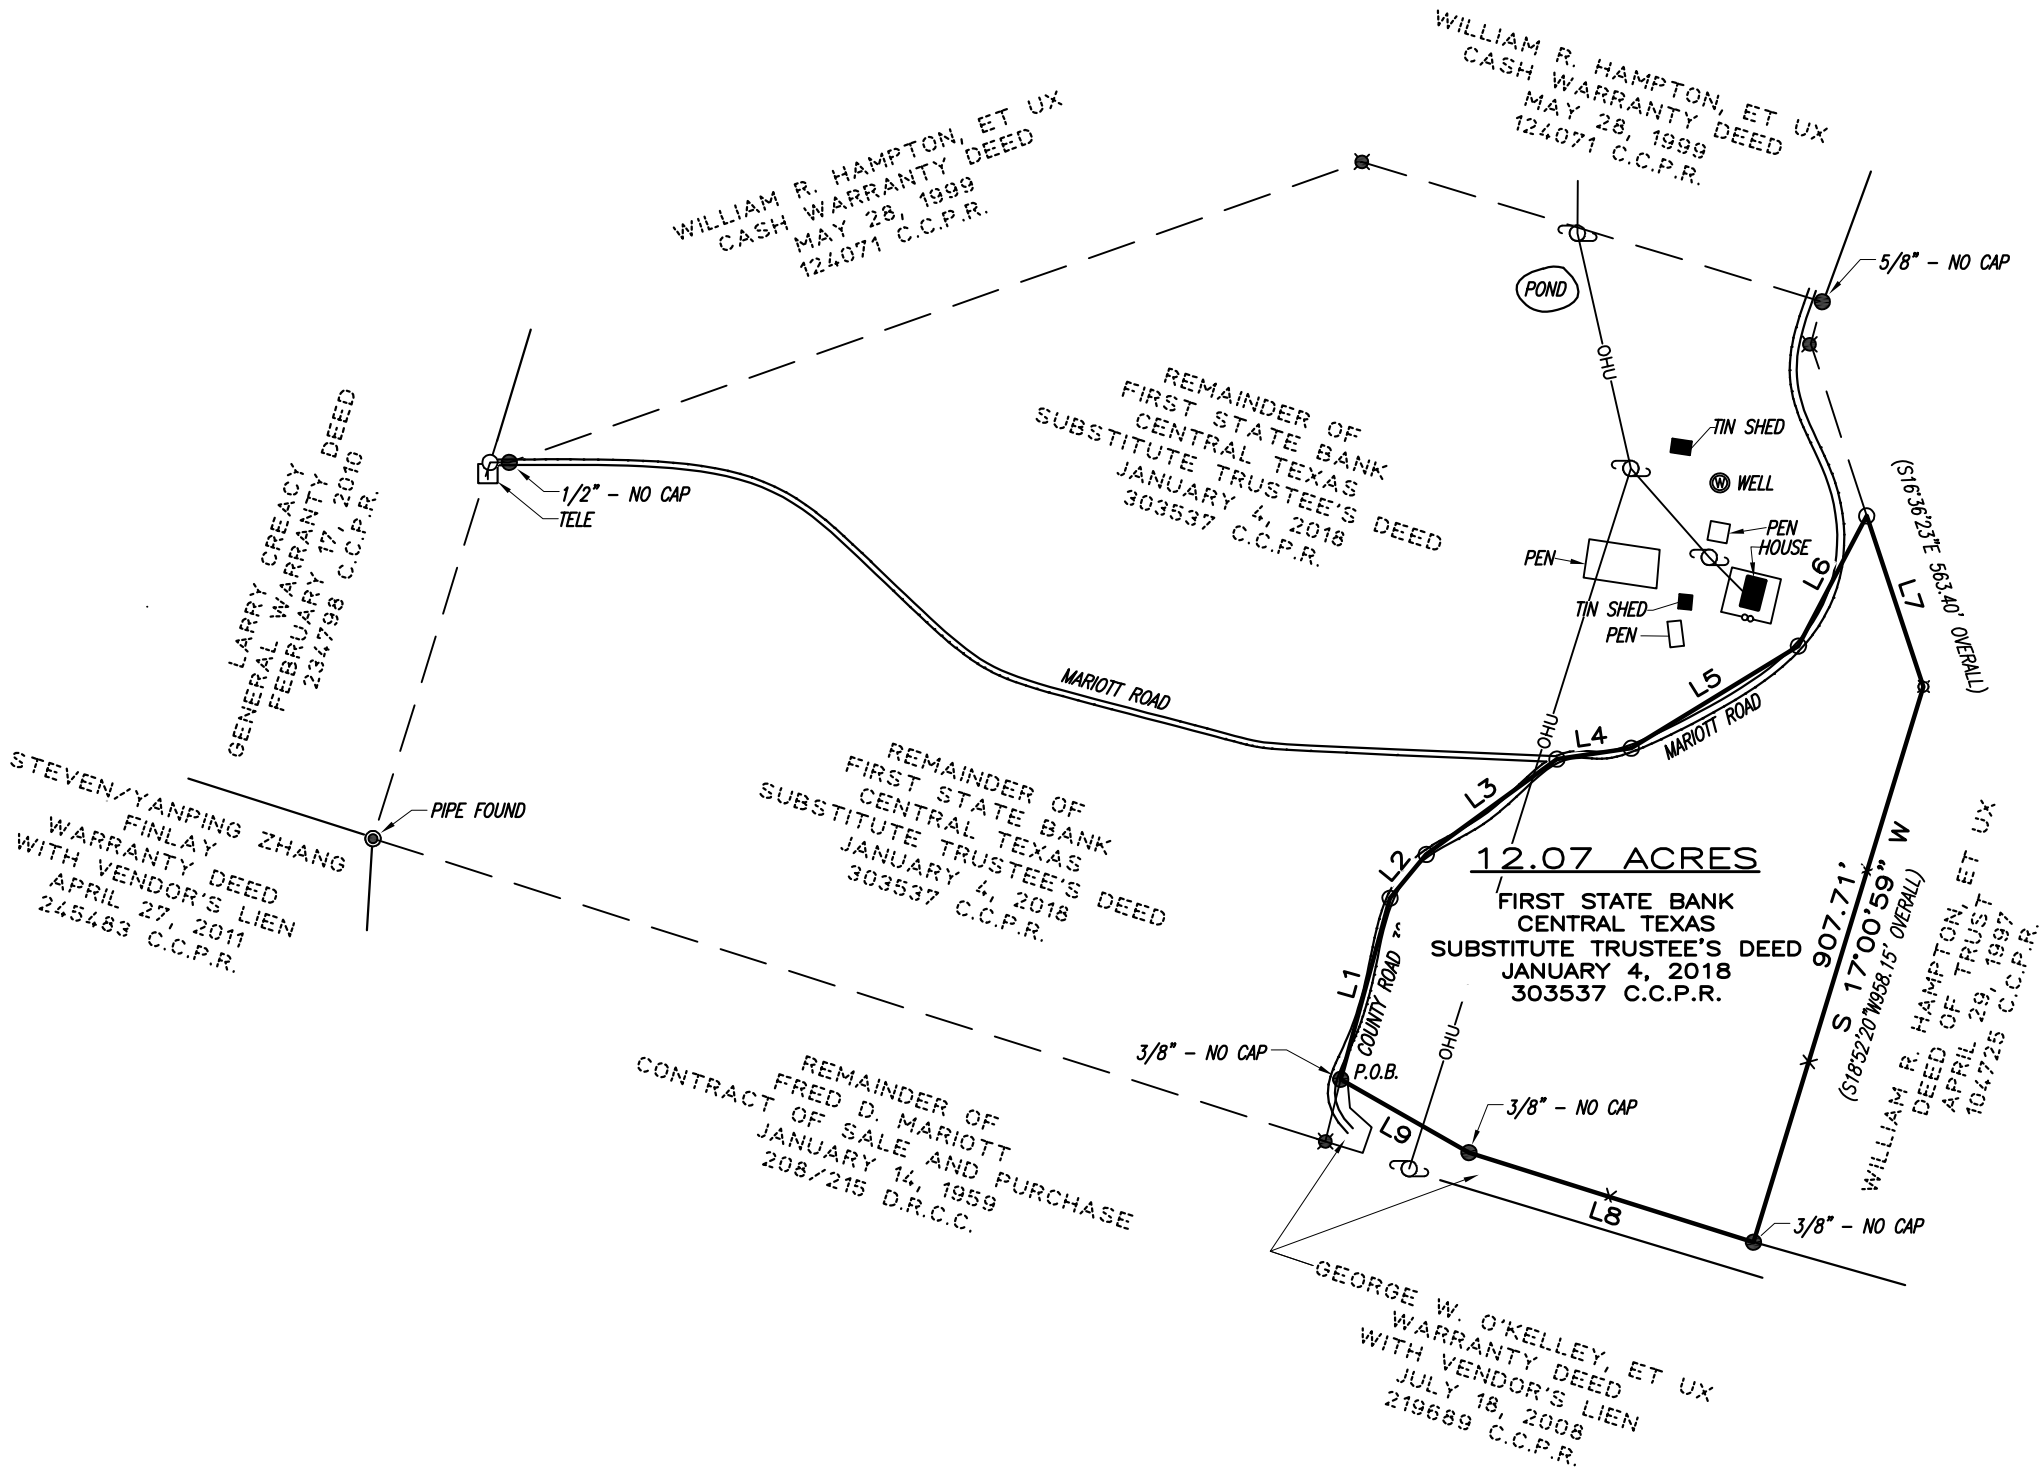 WILLIAM R. HAMPTON, ET UX
CASH WARRANTY DEED
MAY 28, 1999
124071 C.C.P.R.
WILLIAM R. HAMPTON, ET UX
CASH WARRANTY DEED
MAY 28, 1999
124071 C.C.P.R.
5/8" - NO CAP
POND
OHU
TIN SHED
WELL
W
PEN
HOUSE
PEN
TIN SHED
PEN
REMAINDER OF
FIRST STATE BANK
CENTRAL TEXAS
SUBSTITUTE TRUSTEE'S DEED
JANUARY 4, 2018
303537 C.C.P.R.
1/2" - NO CAP
TELE
LARRY CREACY
GENERAL WARRANTY DEED
FEBRUARY 17, 2010
234798 C.C.P.R.
L6
L7
(S16°36'23"E 563.40' OVERALL)
L5
MARIOTT ROAD
MARIOTT ROAD
OHU
L4
L3
L2
L1
STEVEN/YANPING ZHANG
FINLAY
WARRANTY DEED
WITH VENDOR'S LIEN
APRIL 27, 2011
245483 C.C.P.R.
PIPE FOUND
REMAINDER OF
FIRST STATE BANK
CENTRAL TEXAS
SUBSTITUTE TRUSTEE'S DEED
JANUARY 4, 2018
303537 C.C.P.R.
12.07 ACRES
FIRST STATE BANK
CENTRAL TEXAS
SUBSTITUTE TRUSTEE'S DEED
JANUARY 4, 2018
303537 C.C.P.R.
907.71'
S 17°00'59" W
(S18°52'20"W958.15' OVERALL)
WILLIAM R. HAMPTON, ET UX
DEED OF TRUST
APRIL 29, 1997
104725 C.C.P.R.
COUNTY ROAD
OHU
3/8" - NO CAP
P.O.B.
3/8" - NO CAP
L9
L8
3/8" - NO CAP
REMAINDER OF
FRED D. MARIOTT
CONTRACT OF SALE AND PURCHASE
JANUARY 14, 1959
208/215 D.R.C.C.
GEORGE W. O'KELLEY, ET UX
WARRANTY DEED
WITH VENDOR'S LIEN
JULY 18, 2008
219689 C.C.P.R.